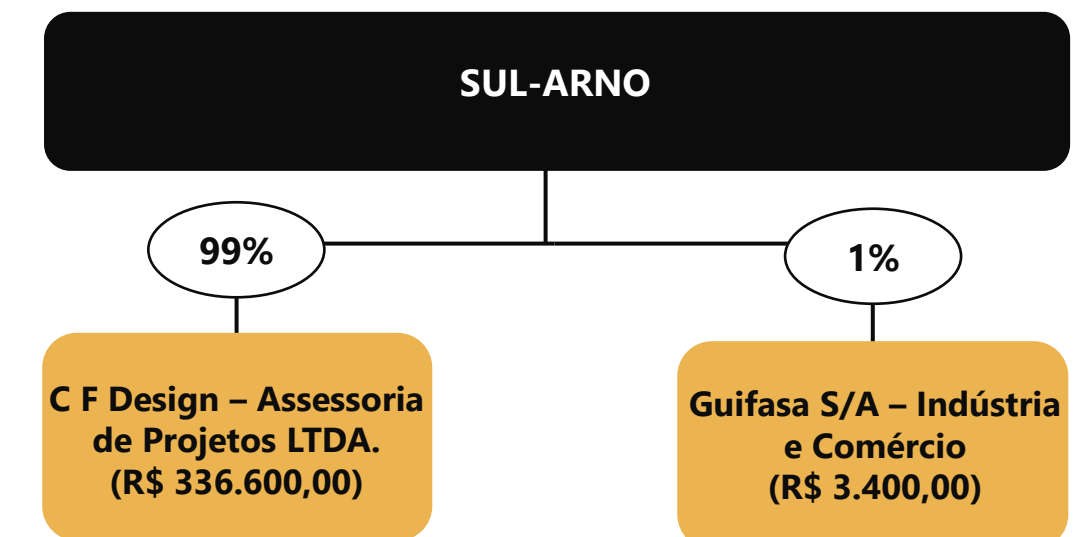 SUL-ARNO
99%
1%
C F Design – Assessoria
de Projetos LTDA.
(R$ 336.600,00)
Guifasa S/A – Indústria
e Comércio
(R$ 3.400,00)